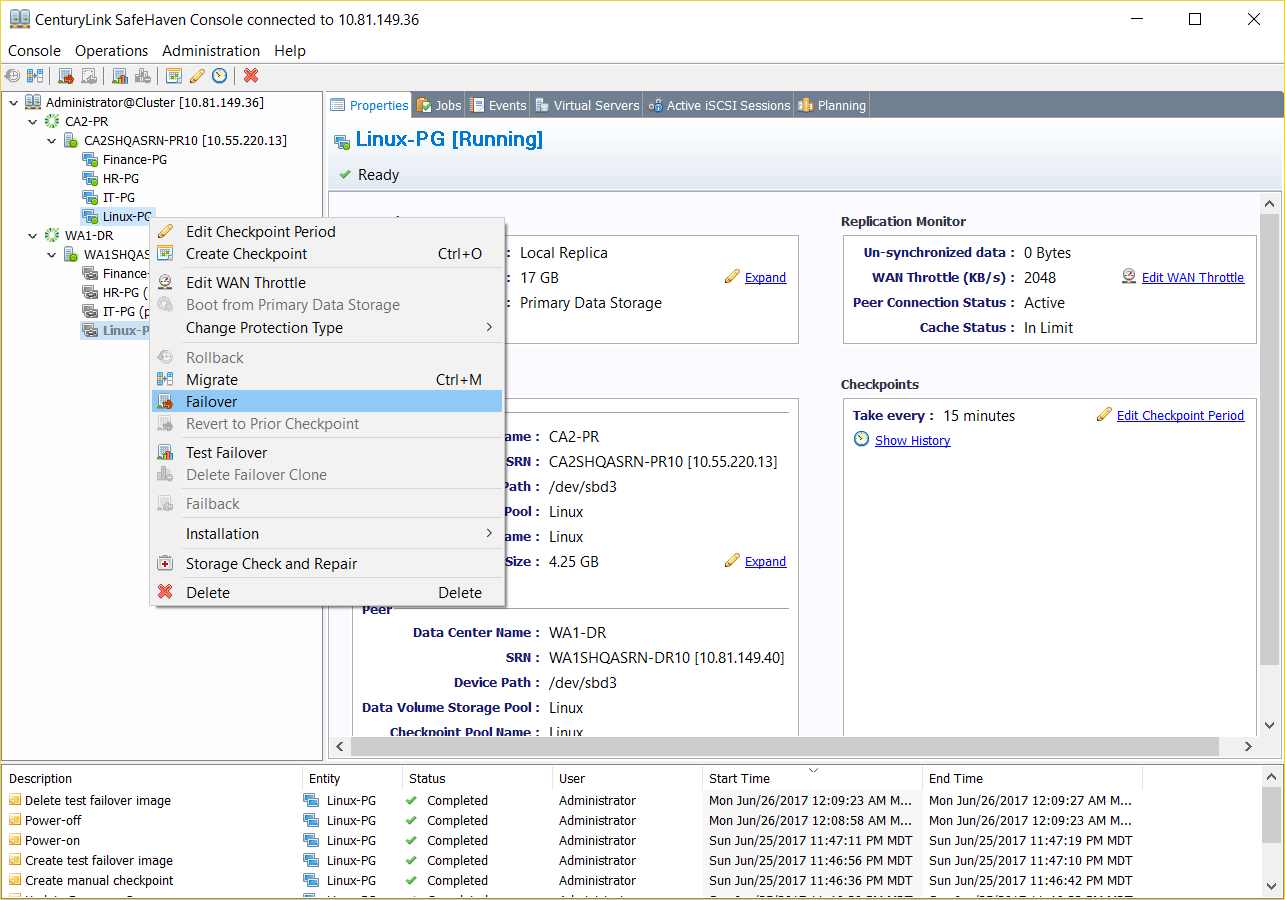 CenturyLink SafeHaven Console connected to 10.81.149.36
Console Operations Administration Help
Administrator@Cluster [10.81.149.36]
CA2-PR
CA2SHQASRN-PR10 [10.55.220.13]
Finance-PG
HR-PG
IT-PG
Linux-PG
WA1-DR
WA1SHQAS
Finance-
HR-PG (
IT-PG (p
Linux-P
Edit Checkpoint Period
Create Checkpoint Ctrl+O
Edit WAN Throttle
Boot from Primary Data Storage
Change Protection Type
Rollback
Migrate Ctrl+M
Failover
Revert to Prior Checkpoint
Test Failover
Delete Failover Clone
Failback
Installation
Storage Check and Repair
Delete Delete
Properties Jobs Events Virtual Servers Active iSCSI Sessions Planning
Linux-PG [Running]
Ready
: Local Replica
: 17 GB Expand
: Primary Data Storage
ame : CA2-PR
SRN : CA2SHQASRN-PR10 [10.55.220.13]
Path : /dev/sbd3
Pool : Linux
ame : Linux
Size : 4.25 GB Expand
Peer
Data Center Name : WA1-DR
SRN : WA1SHQASRN-DR10 [10.81.149.40]
Device Path : /dev/sbd3
Data Volume Storage Pool : Linux
Checkpoint Pool Name : Linux
Replication Monitor
Un-synchronized data : 0 Bytes
WAN Throttle (KB/s) : 2048 Edit WAN Throttle
Peer Connection Status : Active
Cache Status : In Limit
Checkpoints
Take every : 15 minutes Edit Checkpoint Period
Show History
Description Entity Status User Start Time End Time
Delete test failover image Linux-PG Completed Administrator Mon Jun/26/2017 12:09:23 AM M... Mon Jun/26/2017 12:09:27 AM M...
Power-off Linux-PG Completed Administrator Mon Jun/26/2017 12:08:58 AM M... Mon Jun/26/2017 12:09:23 AM M...
Power-on Linux-PG Completed Administrator Sun Jun/25/2017 11:47:11 PM MDT Sun Jun/25/2017 11:47:19 PM MDT
Create test failover image Linux-PG Completed Administrator Sun Jun/25/2017 11:46:56 PM MDT Sun Jun/25/2017 11:47:10 PM MDT
Create manual checkpoint Linux-PG Completed Administrator Sun Jun/25/2017 11:46:36 PM MDT Sun Jun/25/2017 11:46:42 PM MDT